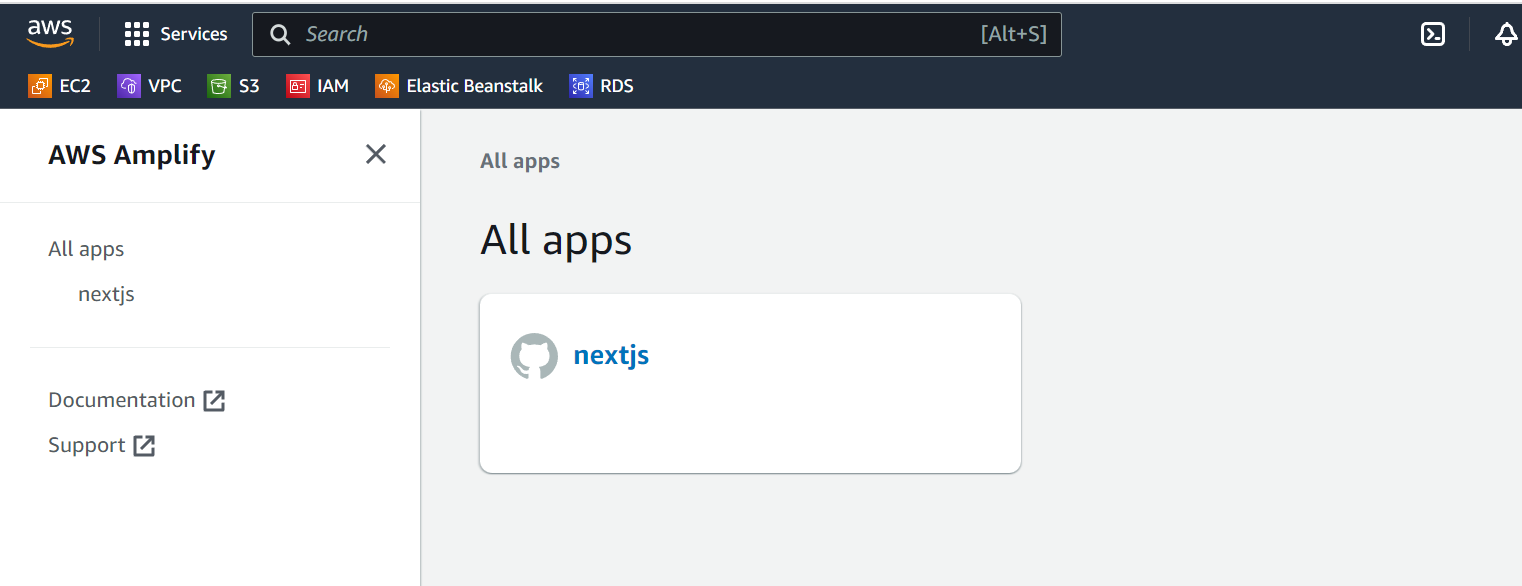 aws Services Search [Alt+S]
EC2 VPC S3 IAM Elastic Beanstalk RDS
AWS Amplify
All apps
nextjs
Documentation
Support
All apps
All apps
nextjs